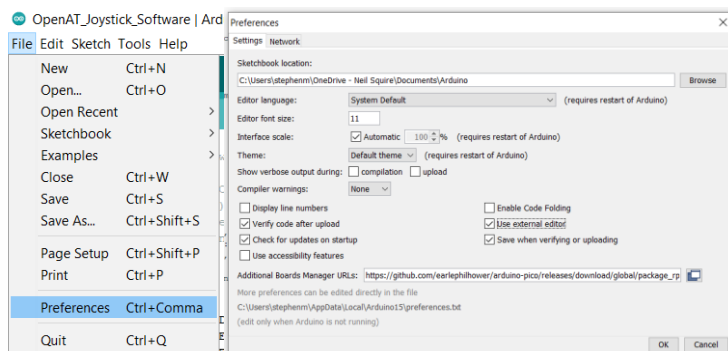 OpenAT_Joystick_Software | Ard
File Edit Sketch Tools Help
New Ctrl+N
Open... Ctrl+O
Open Recent
Sketchbook
Examples
Close Ctrl+W
Save Ctrl+S
Save As... Ctrl+Shift+S
Page Setup Ctrl+Shift+P
Print Ctrl+P
Preferences Ctrl+Comma
Quit Ctrl+Q
Preferences
Settings Network
Sketchbook location:
C:\Users\stephenm\OneDrive - Neil Squire\Documents\Arduino Browse
Editor language: System Default (requires restart of Arduino)
Editor font size: 11
Interface scale: Automatic 100 % (requires restart of Arduino)
Theme: Default theme (requires restart of Arduino)
Show verbose output during: compilation upload
Compiler warnings: None
Display line numbers Enable Code Folding
Verify code after upload Use external editor
Check for updates on startup Save when verifying or uploading
Use accessibility features
Additional Boards Manager URLs: https://github.com/earlephilhower/arduino-pico/releases/download/global/package_rp
More preferences can be edited directly in the file
C:\Users\stephenm\AppData\Local\Arduino15\preferences.txt
(edit only when Arduino is not running)
OK Cancel